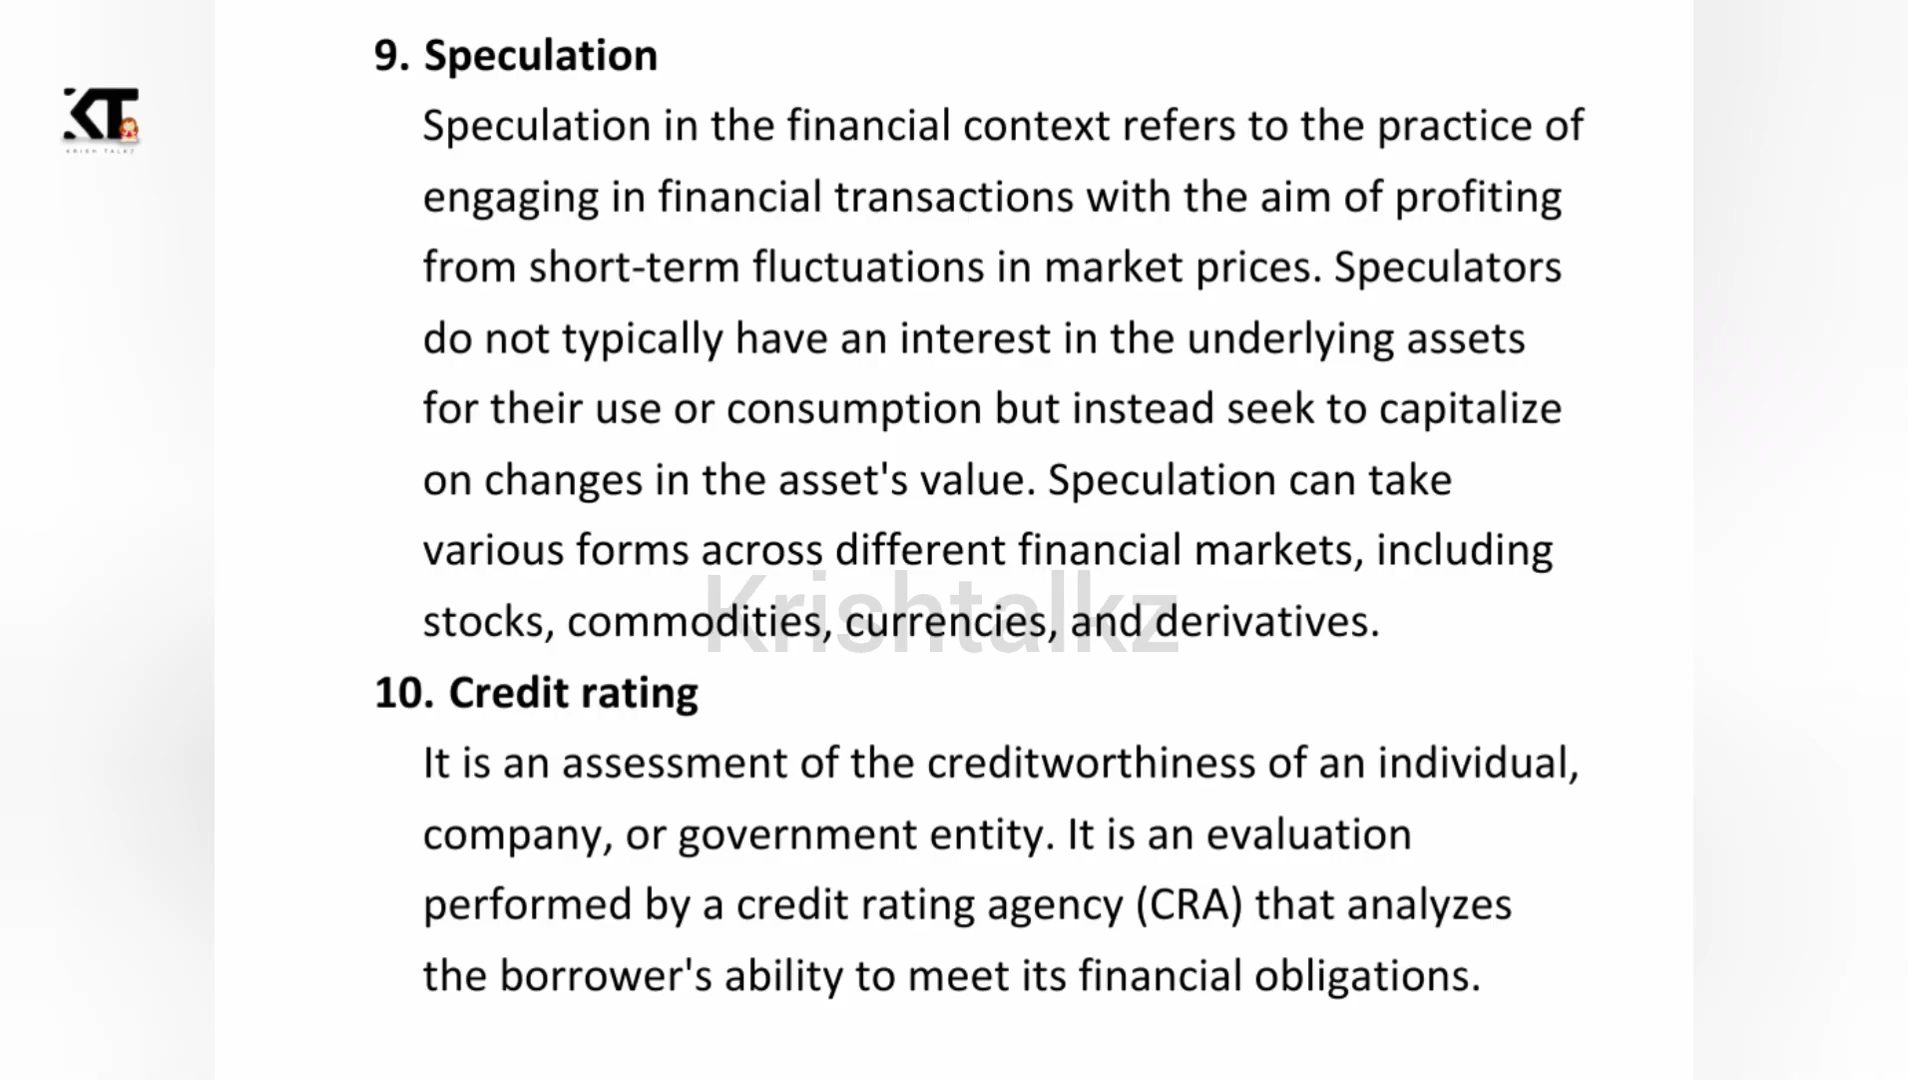 9. Speculation
Speculation in the financial context refers to the practice of
engaging in financial transactions with the aim of profiting
from short-term fluctuations in market prices. Speculators
do not typically have an interest in the underlying assets
for their use or consumption but instead seek to capitalize
on changes in the asset's value. Speculation can take
various forms across different financial markets, including
stocks, commodities, currencies, and derivatives.
Krishtalkz
10. Credit rating
It is an assessment of the creditworthiness of an individual,
company, or government entity. It is an evaluation
performed by a credit rating agency (CRA) that analyzes
the borrower's ability to meet its financial obligations.
KT
KRISH TALKZ